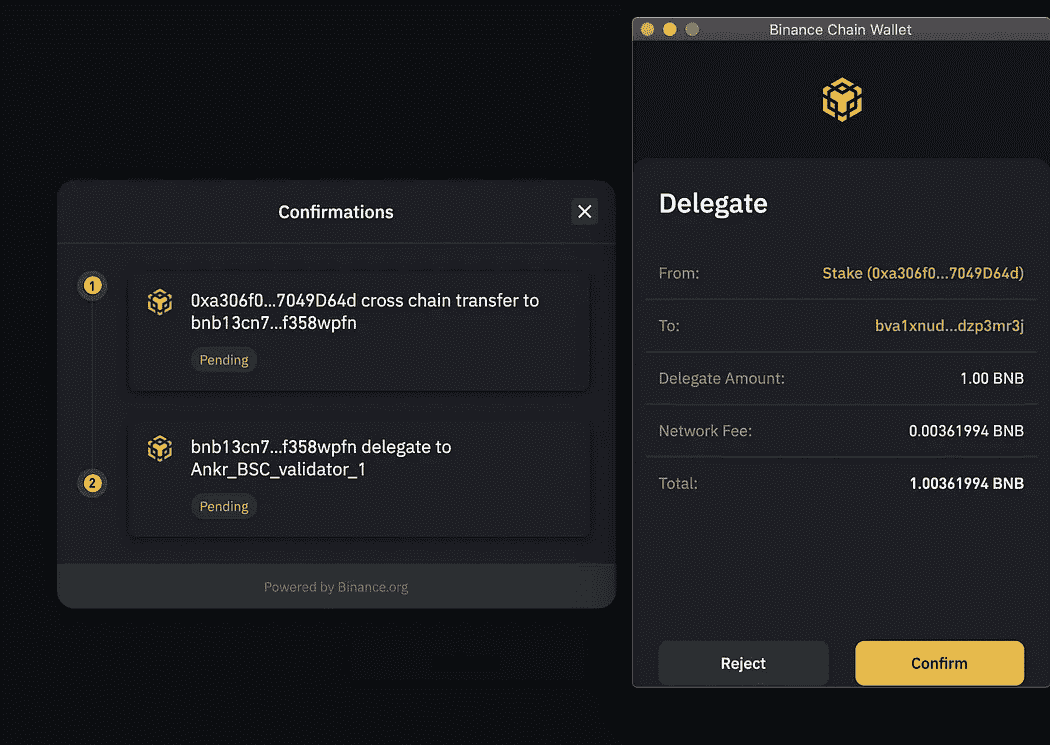 Confirmations
1
0xa306f0...7049D64d cross chain transfer to
bnb13cn7...f358wpfn
Pending
2
bnb13cn7...f358wpfn delegate to
Ankr_BSC_validator_1
Pending
Powered by Binance.org
Binance Chain Wallet
Delegate
From: Stake (0xa306f0...7049D64d)
To: bva1xnud...dzp3mr3j
Delegate Amount: 1.00 BNB
Network Fee: 0.00361994 BNB
Total: 1.00361994 BNB
Reject Confirm